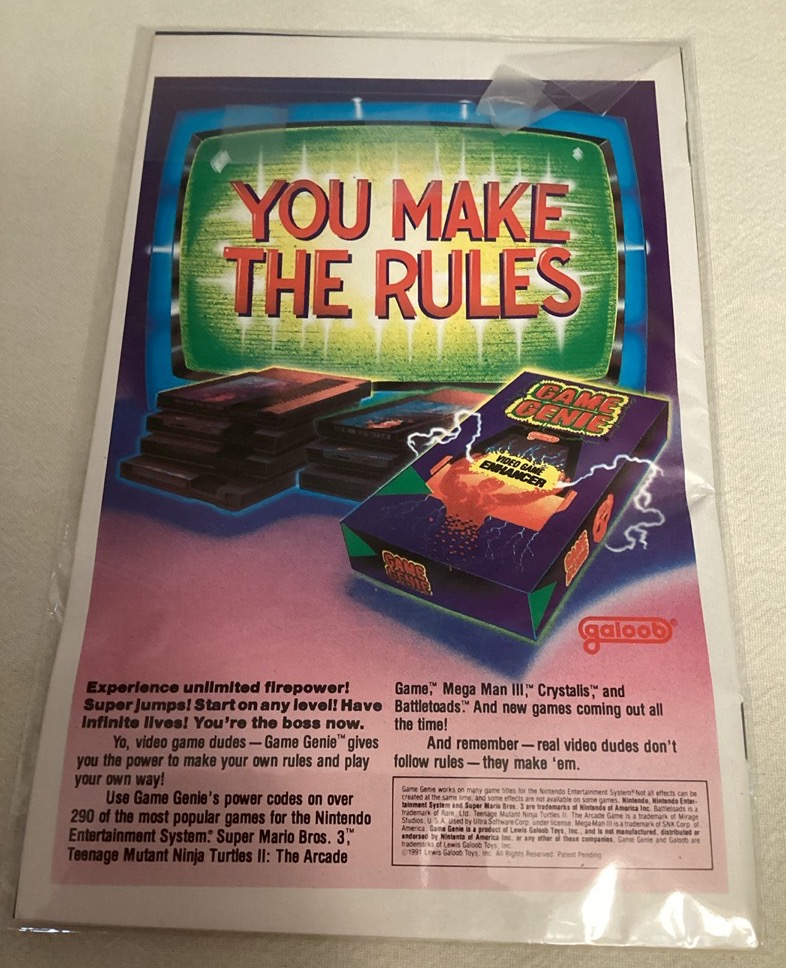 YOU MAKE
THE RULES
GAME
GENIE
VIDEO GAME
ENHANCER
GAME
GENIE
GAME
GENIE
galoob®
Experience unlimited firepower!
Super jumps! Start on any level! Have
infinite lives! You're the boss now.
Yo, video game dudes — Game Genie™ gives
you the power to make your own rules and play
your own way!
Use Game Genie's power codes on over
290 of the most popular games for the Nintendo
Entertainment System.® Super Mario Bros. 3,™
Teenage Mutant Ninja Turtles II: The Arcade
Game,™ Mega Man III,™ Crystalis,™ and
Battletoads.™ And new games coming out all
the time!
And remember — real video dudes don't
follow rules — they make 'em.
Game Genie works on many game titles for the Nintendo Entertainment System.® Not all effects can be
created at the same time, and some effects are not available on some games. Nintendo, Nintendo Enter-
tainment System and Super Mario Bros. 3 are trademarks of Nintendo of America Inc. Battletoads is a
trademark of Rare, Ltd. Teenage Mutant Ninja Turtles II: The Arcade Game is a trademark of Mirage
Studios, U.S.A. used by Ultra Software Corp. under license. Mega Man III is a trademark of SNK Corp. of
America. Game Genie is a product of Lewis Galoob Toys, Inc., and is not manufactured, distributed or
endorsed by Nintendo of America Inc. or any other of these companies. Game Genie and Galoob are
trademarks of Lewis Galoob Toys, Inc.
©1991 Lewis Galoob Toys, Inc. All Rights Reserved. Patent Pending